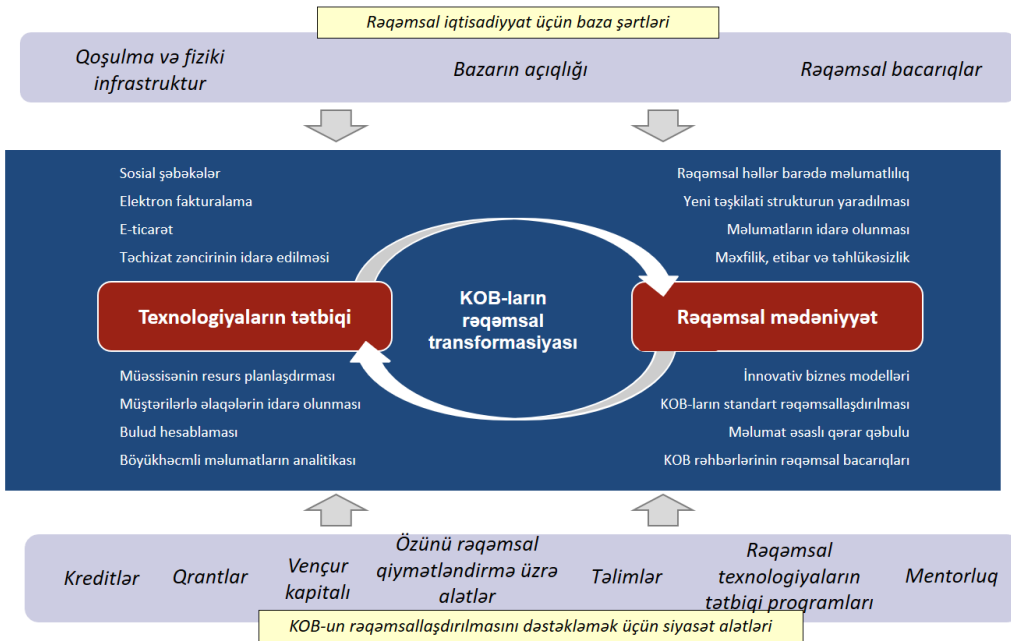 Rəqəmsal iqtisadiyyat üçün baza şərtləri
Qoşulma və fiziki
infrastruktur
Bazarın açıqlığı
Rəqəmsal bacarıqlar
Sosial şəbəkələr
Elektron fakturalama
E-ticarət
Təchizat zəncirinin idarə edilməsi
Rəqəmsal həllər barədə məlumatlılıq
Yeni təşkilati strukturun yaradılması
Məlumatların idarə olunması
Məxfilik, etibar və təhlükəsizlik
Texnologiyaların tətbiqi
KOB-ların
rəqəmsal
transformasiyası
Rəqəmsal mədəniyyət
Müəssisənin resurs planlaşdırması
Müştərilərlə əlaqələrin idarə olunması
Bulud hesablaması
Böyükhəcmli məlumatların analitikası
İnnovativ biznes modelləri
KOB-ların standart rəqəmsallaşdırılması
Məlumat əsaslı qərar qəbulu
KOB rəhbərlərinin rəqəmsal bacarıqları
Kreditlər
Qrantlar
Vençur
kapitalı
Özünü rəqəmsal
qiymətləndirmə üzrə
alətlər
Təlimlər
Rəqəmsal
texnologiyaların
tətbiqi proqramları
Mentorluq
KOB-un rəqəmsallaşdırılmasını dəstəkləmək üçün siyasət alətləri